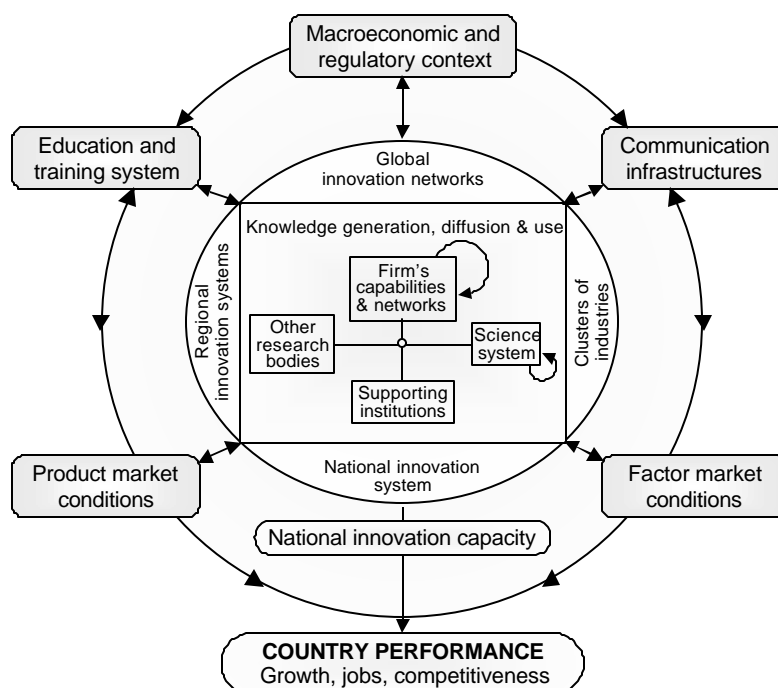 Macroeconomic and
regulatory context
Education and
training system
Communication
infrastructures
Global
innovation networks
Knowledge generation, diffusion & use
Regional
innovation systems
Firm's
capabilities
& networks
Clusters of
industries
Other
research
bodies
Science
system
Supporting
institutions
Product market
conditions
National innovation
system
Factor market
conditions
National innovation capacity
COUNTRY PERFORMANCE
Growth, jobs, competitiveness